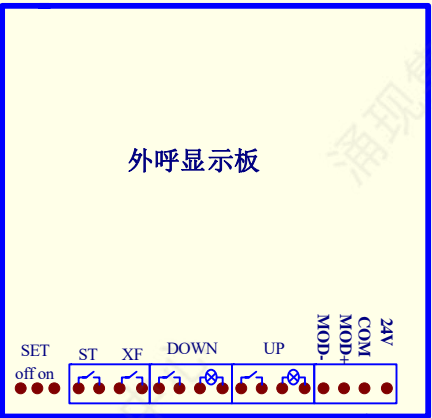 外呼显示板
SET
off on
ST
XF
DOWN
UP
MOD-
MOD+
COM
24V